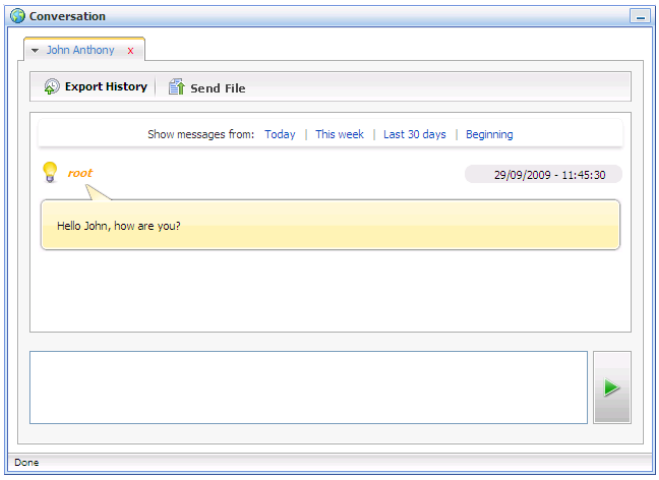 Conversation
John Anthony x
Export History Send File
Show messages from: Today | This week | Last 30 days | Beginning
root 29/09/2009 - 11:45:30
Hello John, how are you?
Done